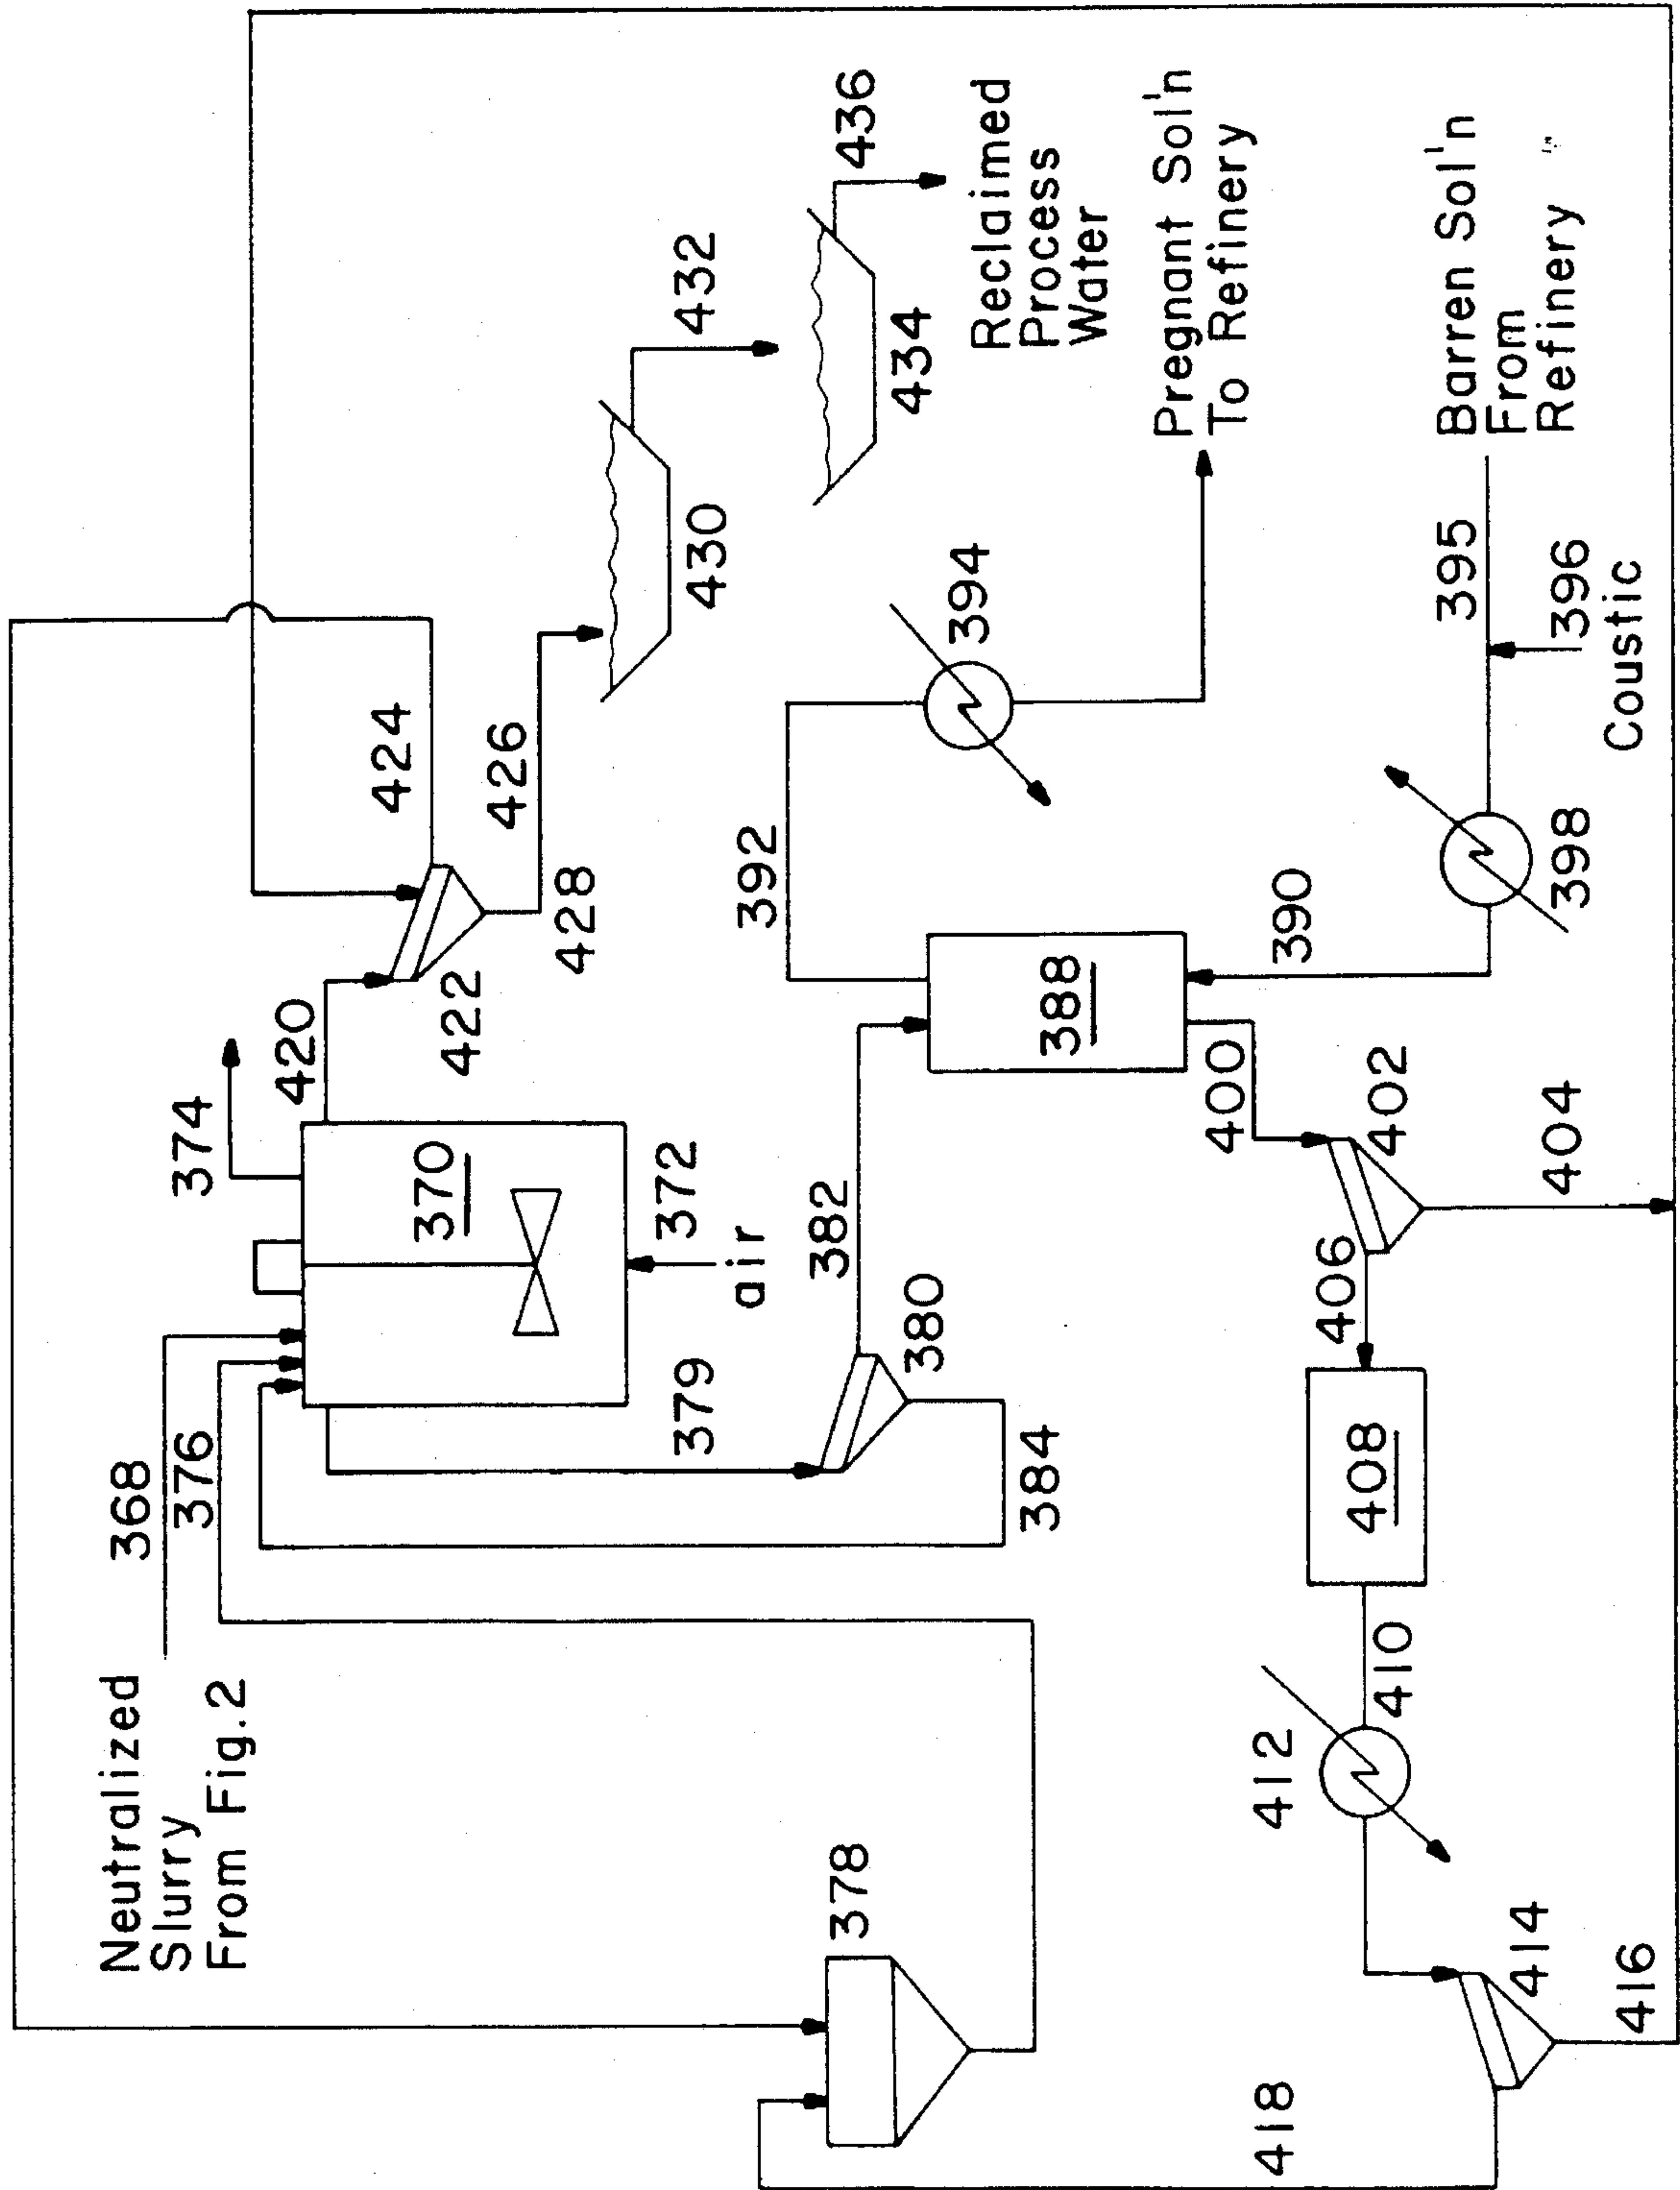 Neutralized
Slurry
From Fig.2
368
376
374
370
372
air
379
380
382
384
378
420
422
424
426
428
430
432
434
436
Reclaimed
Process
Water
388
390
392
394
Pregnant Sol'n
To Refinery
395
Barren Sol'n
From
Refinery
396
Coustic
398
400
402
404
406
408
410
412
414
416
418